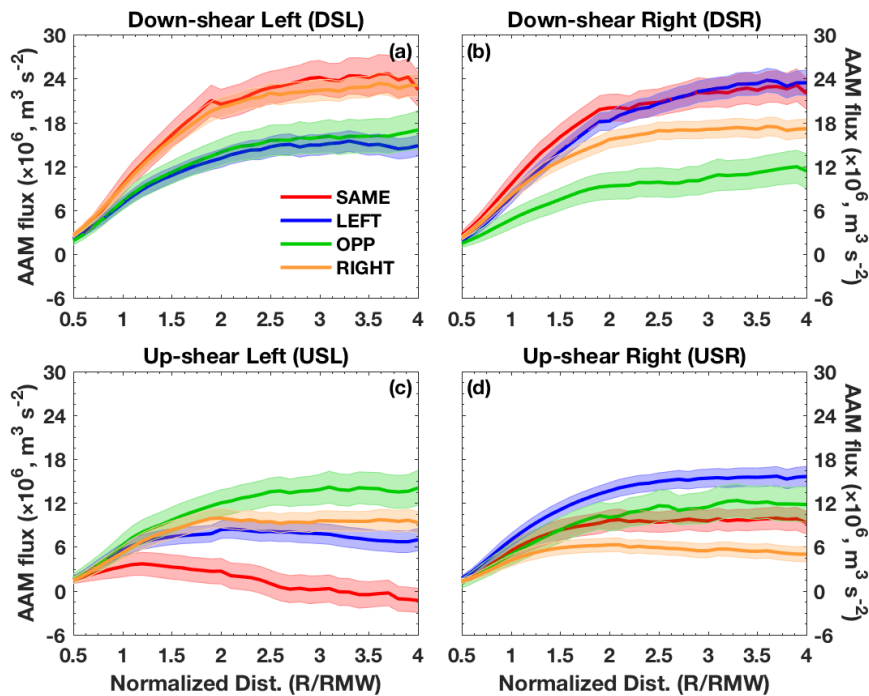 Down-shear Left (DSL)
Down-shear Right (DSR)
30
24
18
12
6
0
-6
AAM flux (×10⁶, m³ s⁻²)
(a)
SAME
LEFT
OPP
RIGHT
0.5 1 1.5 2 2.5 3 3.5 4
(b)
30
24
18
12
6
0
-6
AAM flux (×10⁶, m³ s⁻²)
0.5 1 1.5 2 2.5 3 3.5 4
Up-shear Left (USL)
Up-shear Right (USR)
30
24
18
12
6
0
-6
AAM flux (×10⁶, m³ s⁻²)
(c)
0.5 1 1.5 2 2.5 3 3.5 4
Normalized Dist. (R/RMW)
(d)
30
24
18
12
6
0
-6
AAM flux (×10⁶, m³ s⁻²)
0.5 1 1.5 2 2.5 3 3.5 4
Normalized Dist. (R/RMW)